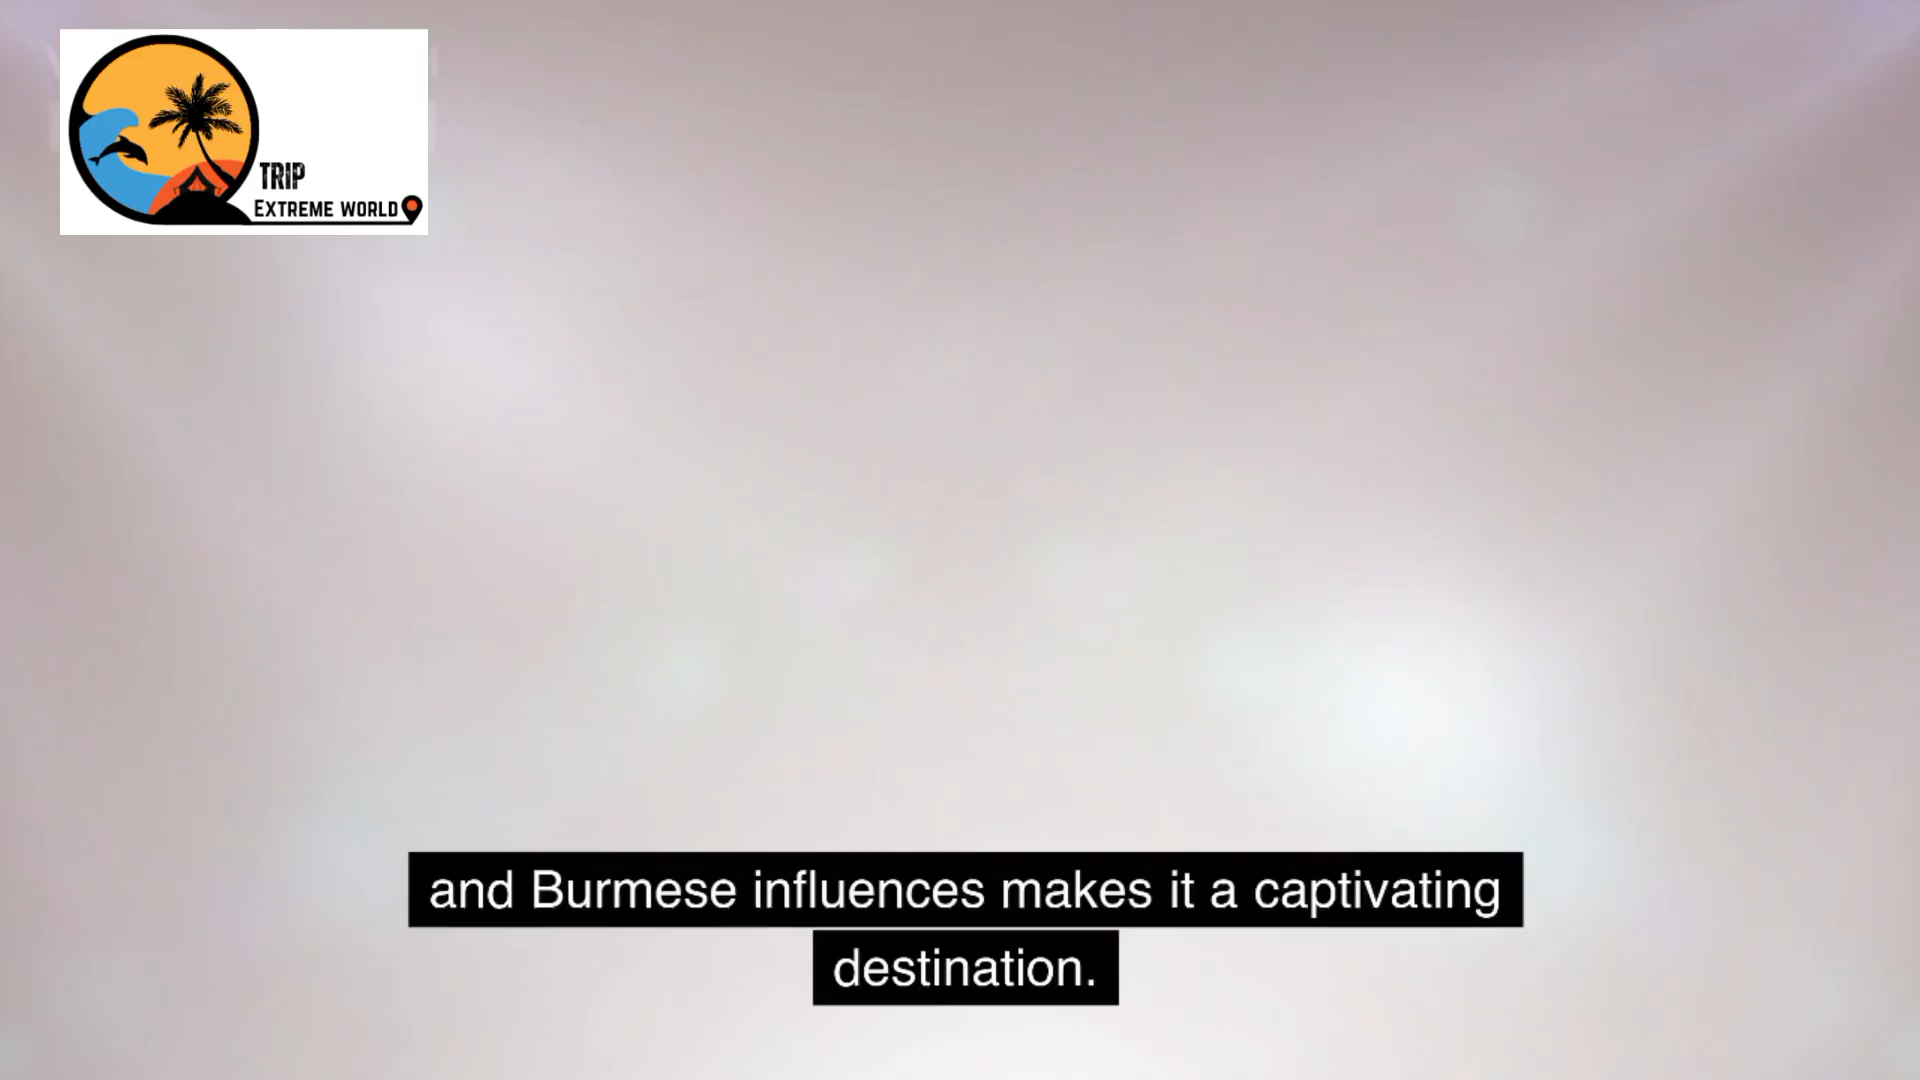 TRIP
EXTREME WORLD
and Burmese influences makes it a captivating
destination.